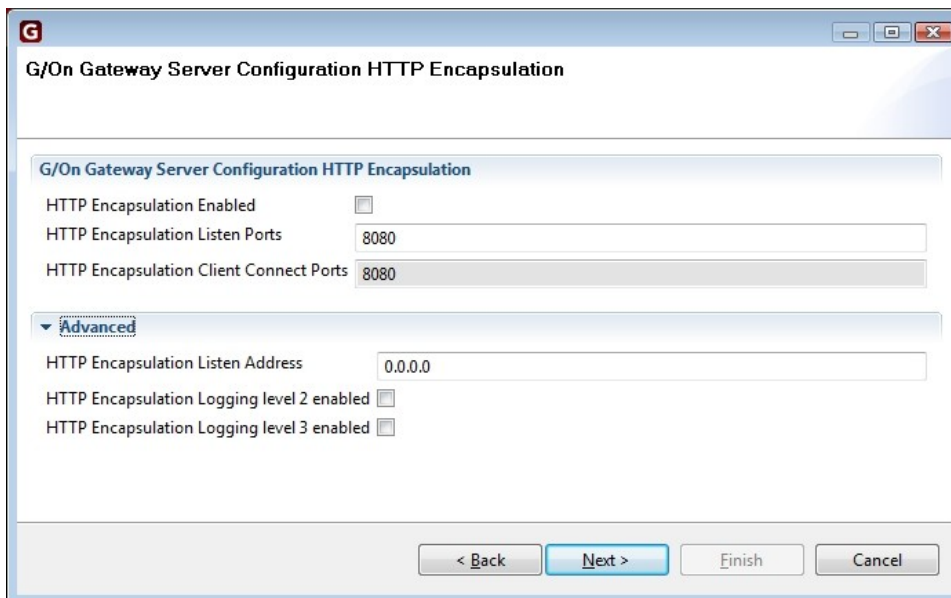 G
G/On Gateway Server Configuration HTTP Encapsulation
G/On Gateway Server Configuration HTTP Encapsulation
HTTP Encapsulation Enabled
HTTP Encapsulation Listen Ports 8080
HTTP Encapsulation Client Connect Ports 8080
Advanced
HTTP Encapsulation Listen Address 0.0.0.0
HTTP Encapsulation Logging level 2 enabled
HTTP Encapsulation Logging level 3 enabled
< Back Next > Finish Cancel